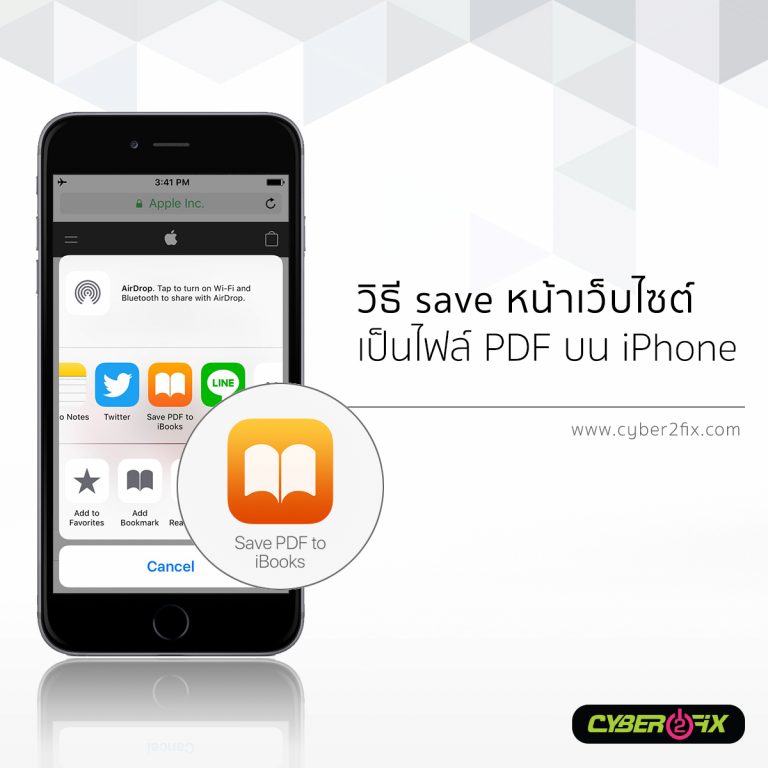 3:41 PM
Apple Inc.
AirDrop. Tap to turn on Wi-Fi and
Bluetooth to share with AirDrop.
LINE
o Notes
Twitter
Save PDF to
iBooks
Add to
Favorites
Add
Bookmark
Rea
Cancel
Save PDF to
iBooks
วิธี save หน้าเว็บไซต์
เป็นไฟล์ PDF บน iPhone
www.cyber2fix.com
CYBER2FIX
Cancel